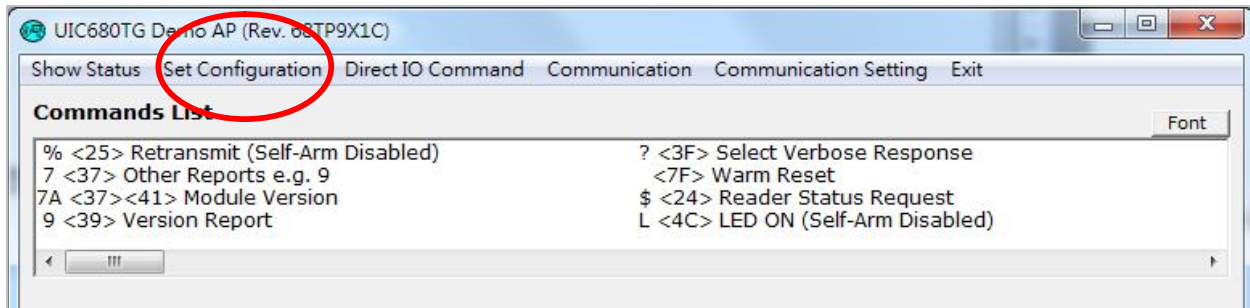 UIC680TG Demo AP (Rev. 68TP9X1C)
Show Status Set Configuration Direct IO Command Communication Communication Setting Exit
Commands List
Font
% <25> Retransmit (Self-Arm Disabled) ? <3F> Select Verbose Response
7 <37> Other Reports e.g. 9 <7F> Warm Reset
7A <37><41> Module Version $ <24> Reader Status Request
9 <39> Version Report L <4C> LED ON (Self-Arm Disabled)